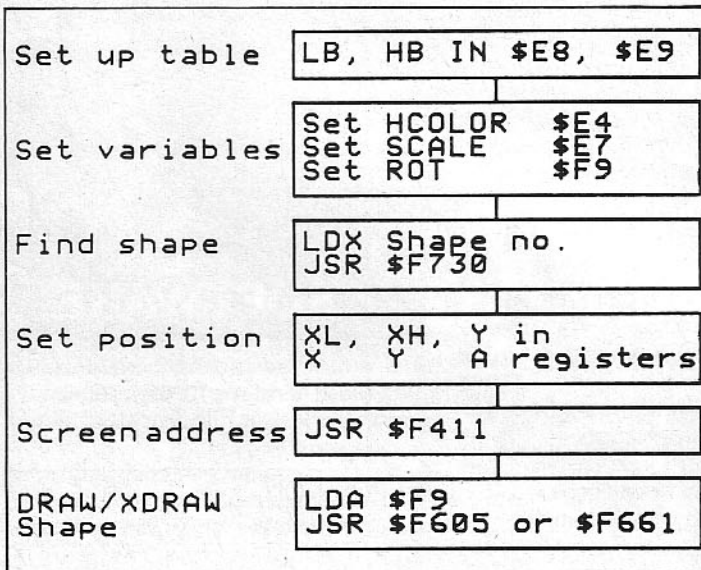 Set up table LB, HB IN $E8, $E9
Set variables
Set HCOLOR $E4
Set SCALE $E7
Set ROT $F9
Find shape
LDX Shape no.
JSR $F730
Set position
XL, XH, Y in
X Y A registers
Screen address JSR $F411
DRAW/XDRAW
Shape
LDA $F9
JSR $F605 or $F661